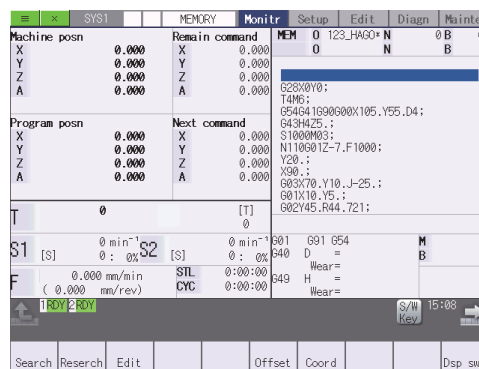 ≡ × SYS1 MEMORY Monitr Setup Edit Diagn Mainte
Machine posn Remain command MEM O 123_HAGO* N 0 B
X 0.000 X 0.000 O N B
Y 0.000 Y 0.000
Z 0.000 Z 0.000
A 0.000 A 0.000
G28X0Y0;
T4M6;
G54G41G90G00X105.Y55.D4;
Program posn Next command G43H4Z5.;
X 0.000 X 0.000 S1000M03;
Y 0.000 Y 0.000 N110G01Z-7.F1000;
Z 0.000 Z 0.000 Y20.;
A 0.000 A 0.000 X90.;
G03X70.Y10.J-25.;
G01X10.Y5.;
G02Y45.R44.721;
T 0 [T]
0
S1 [S] 0 min⁻¹ S2 [S] 0 min⁻¹ G01 G91 G54 M
0: 0% 0: 0% G40 D = B
Wear=
F 0.000 mm/min STL 0:00:00
( 0.000 mm/rev) CYC 0:00:00 G49 H =
Wear=
1 RDY 2 RDY S/W Key 15:08
Search Reserch Edit Offset Coord Dsp sw